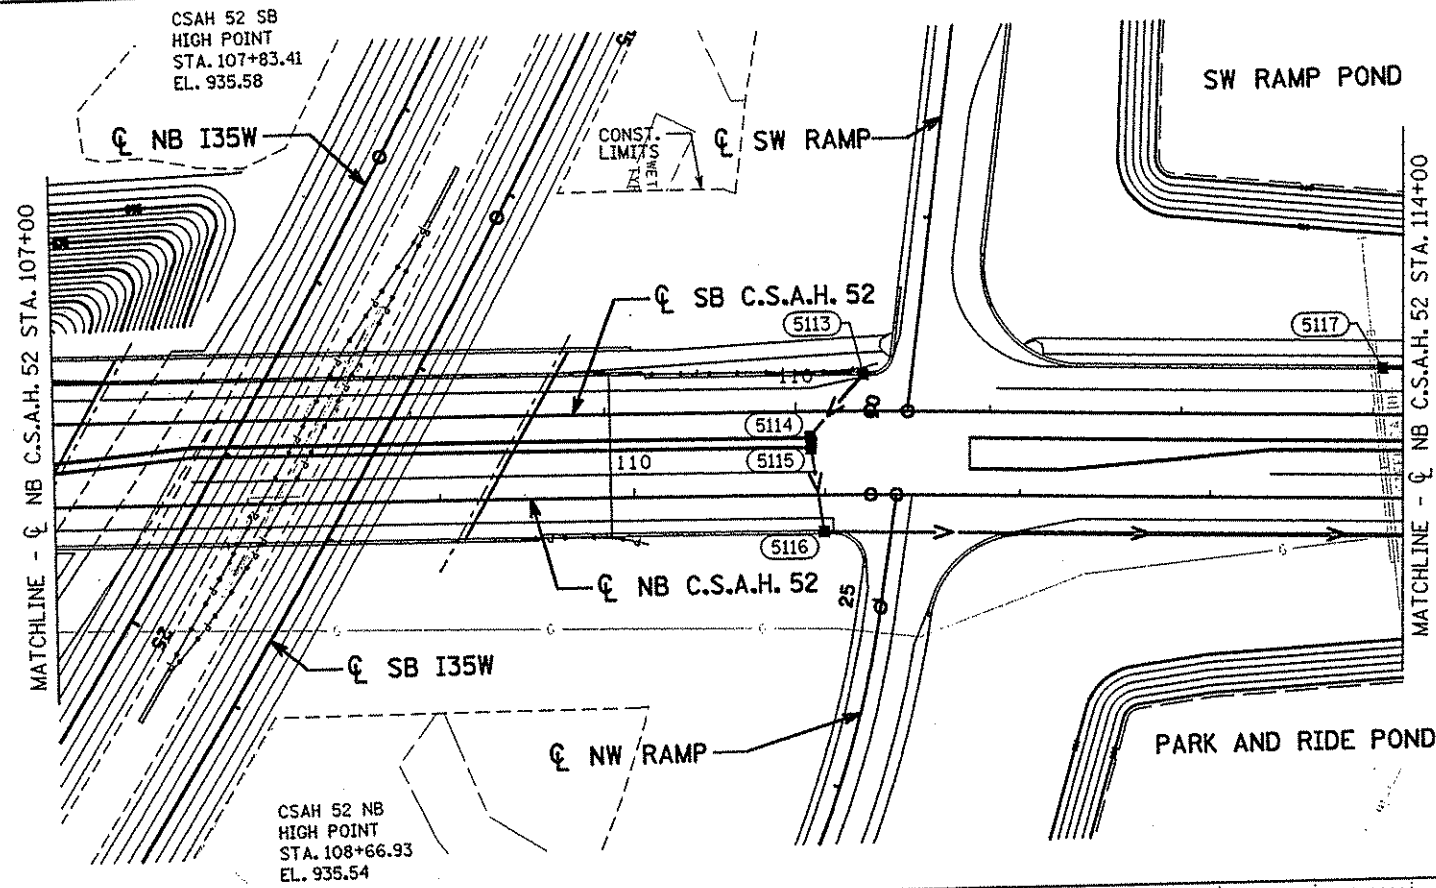 CSAH 52 SB
HIGH POINT
STA. 107+83.41
EL. 935.58
℄ NB I35W
CONST.
LIMITS
WET
℄ SW RAMP
SW RAMP POND
MATCHLINE - ℄ NB C.S.A.H. 52 STA. 107+00
MATCHLINE - ℄ NB C.S.A.H. 52 STA. 114+00
℄ SB C.S.A.H. 52
5113
5117
110
5114
110
5115
5116
℄ NB C.S.A.H. 52
25
52
G G G G
℄ SB I35W
℄ NW RAMP
PARK AND RIDE POND
CSAH 52 NB
HIGH POINT
STA. 108+66.93
EL. 935.54